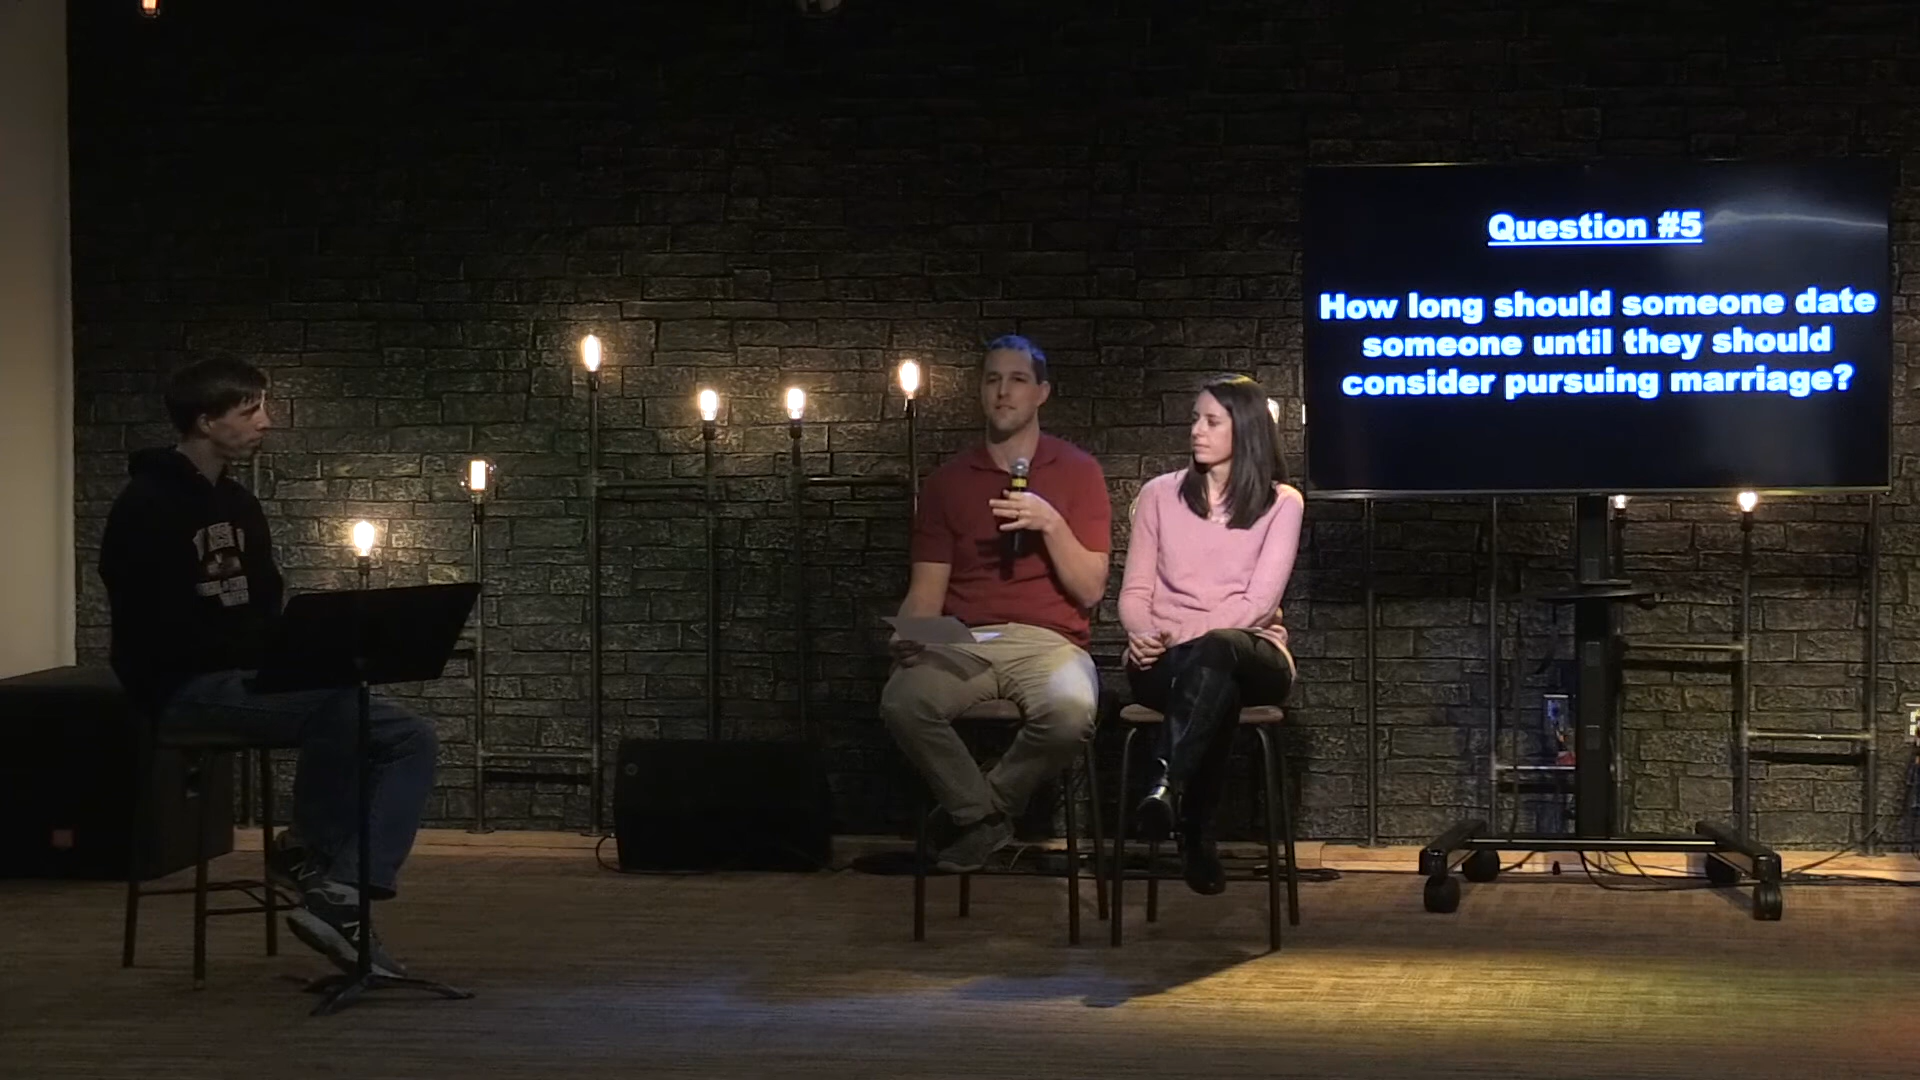 Question #5
How long should someone date
someone until they should
consider pursuing marriage?